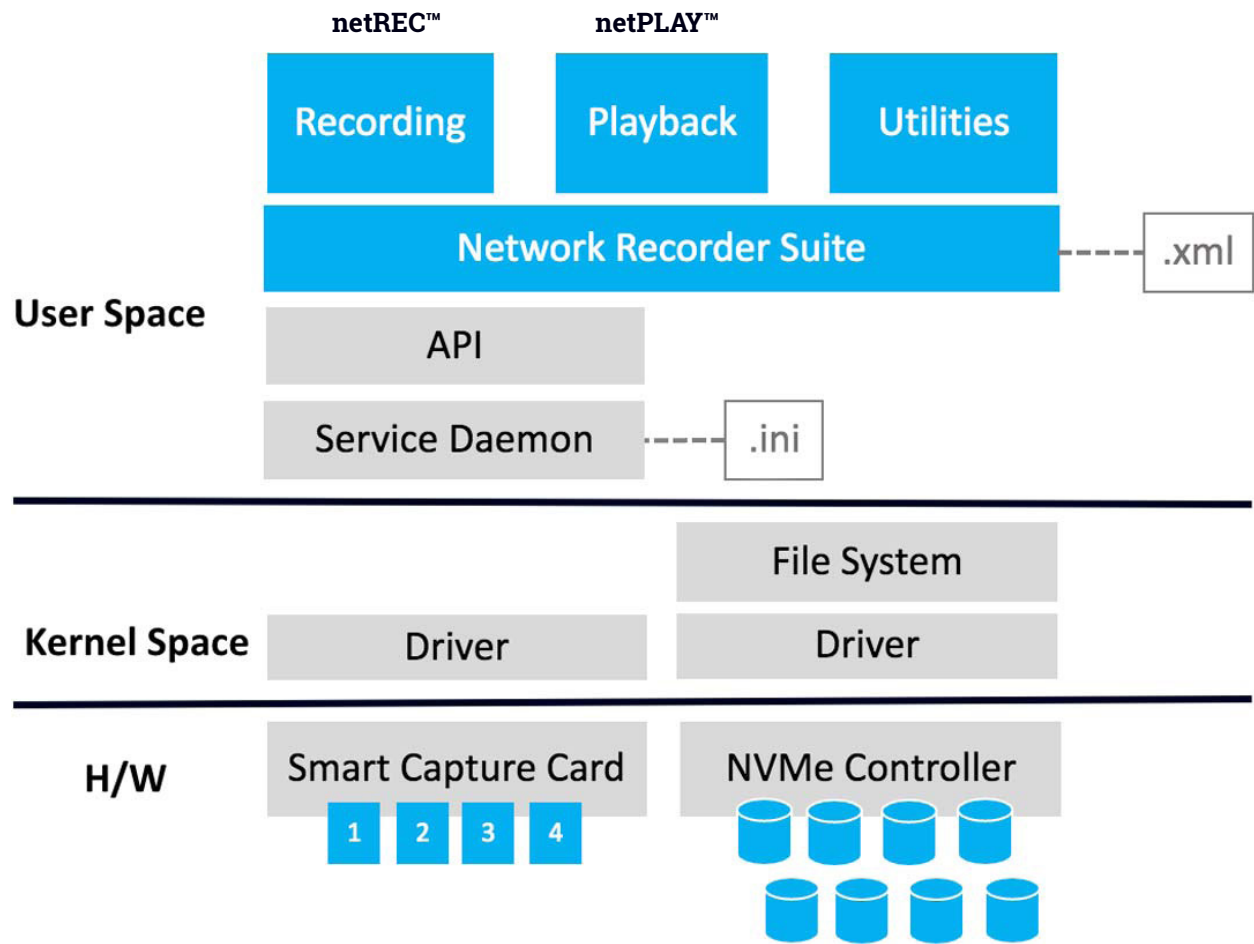 netREC™ netPLAY™
Recording Playback Utilities
Network Recorder Suite .xml
User Space
API
Service Daemon .ini
File System
Kernel Space Driver Driver
H/W Smart Capture Card NVMe Controller
1 2 3 4